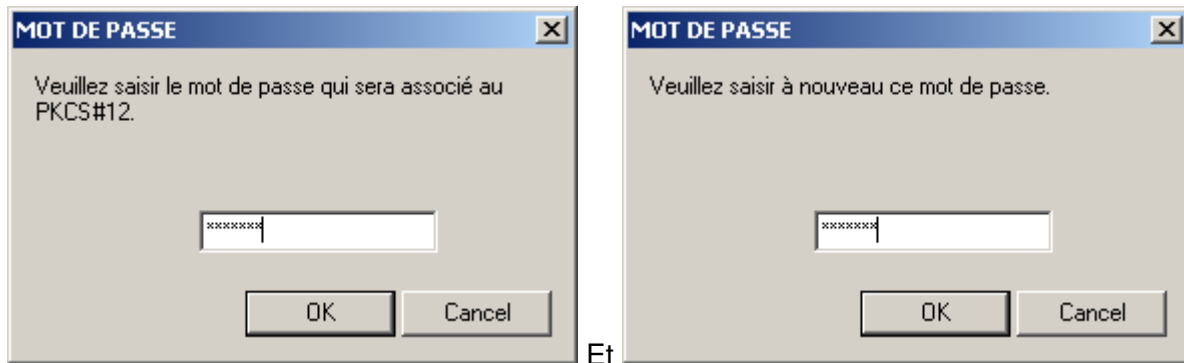 MOT DE PASSE
Veuillez saisir le mot de passe qui sera associé au
PKCS#12.
*******
OK Cancel
Et
MOT DE PASSE
Veuillez saisir à nouveau ce mot de passe.
*******
OK Cancel